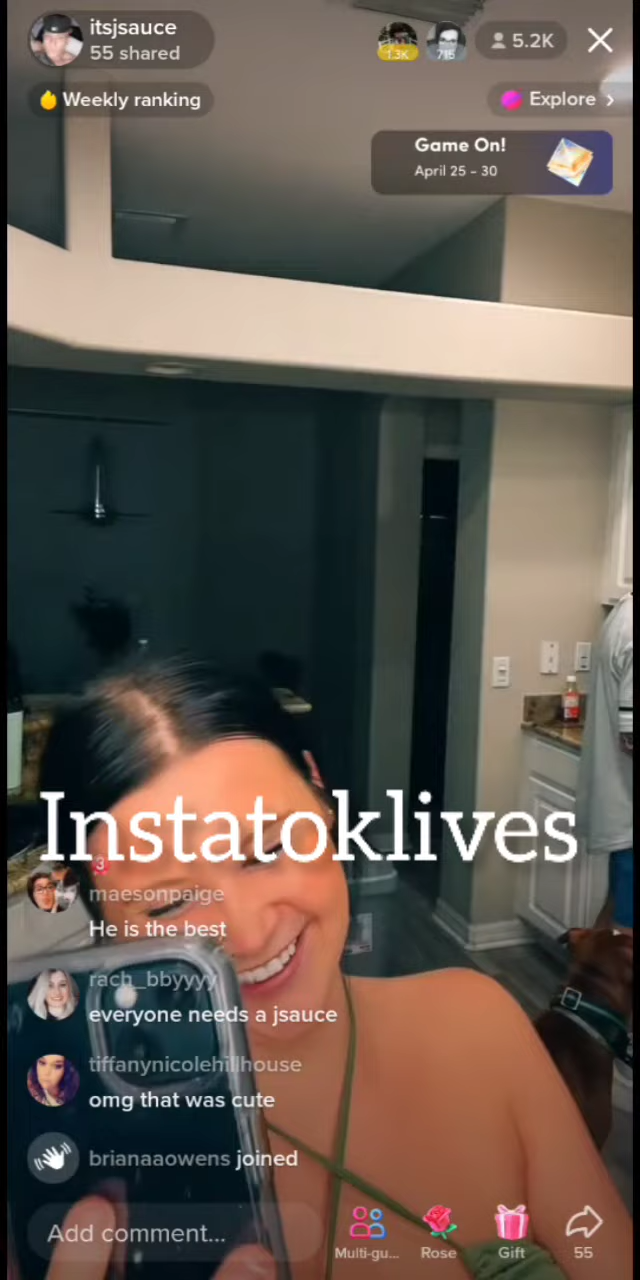 itsjsauce
55 shared
1.3K
715
5.2K
Weekly ranking
Explore
Game On!
April 25 - 30
Instatoklives
3
maesonpaige
He is the best
rach_bbyyyy
everyone needs a jsauce
tiffanynicolehillhouse
omg that was cute
brianaaowens joined
Add comment...
Multi-gu...
Rose
Gift
55